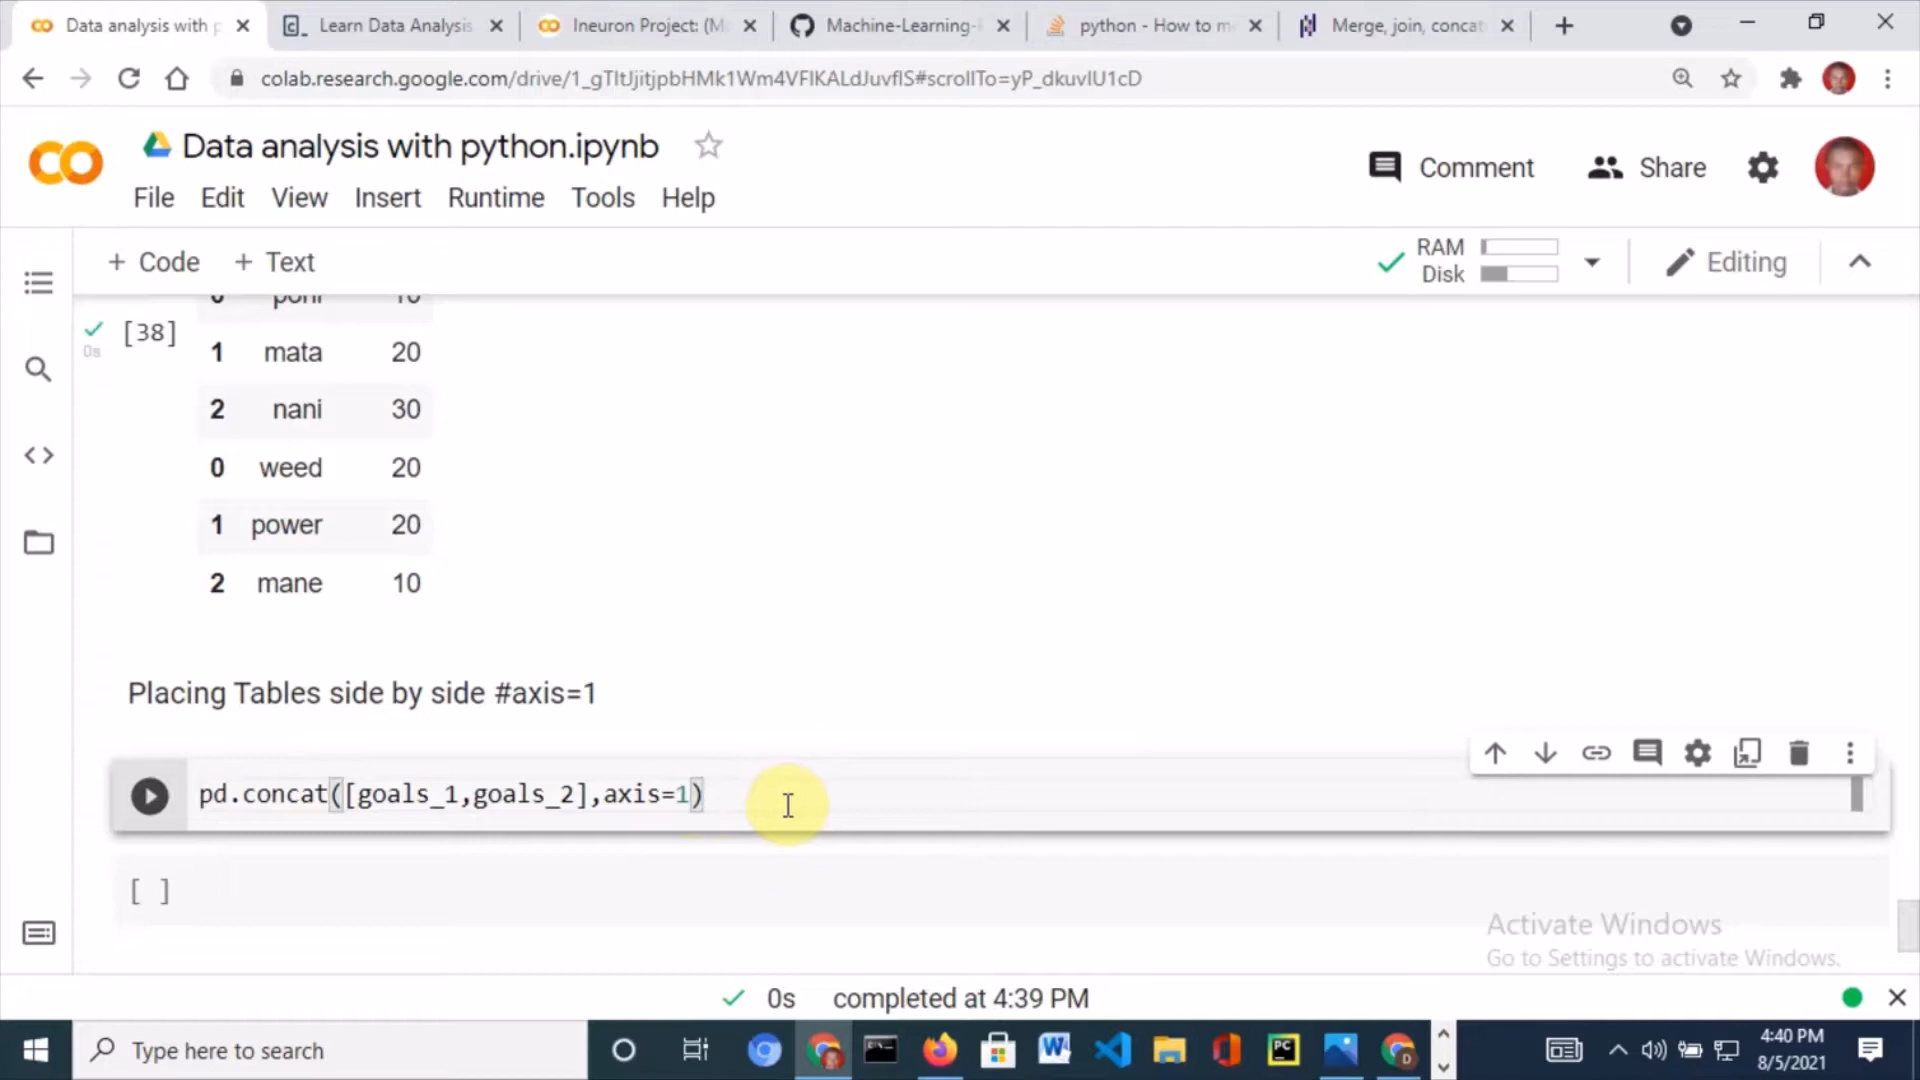 Data analysis with p
Learn Data Analysis
Ineuron Project: (M
Machine-Learning-
python - How to m
Merge, join, concat
colab.research.google.com/drive/
CO
Data analysis with python.ipynb
Comment
Share
File Edit View Insert Runtime Tools Help
+ Code + Text
RAM
Disk
Editing
[38]
0s
1 mata 20
2 nani 30
0 weed 20
1 power 20
2 mane 10
Placing Tables side by side #axis=1
pd.concat([goals_1,goals_2],axis=1)
[ ]
Activate Windows
Go to Settings to activate Windows.
0s completed at 4:39 PM
Type here to search
4:40 PM
8/5/2021